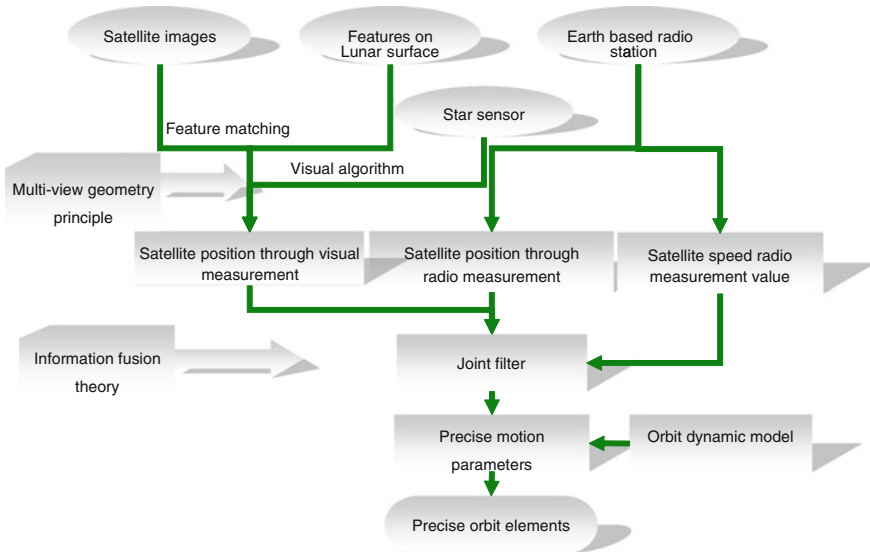 Satellite images
Features on
Lunar surface
Earth based radio
station
Star sensor
Feature matching
Visual algorithm
Multi-view geometry
principle
Satellite position through visual
measurement
Satellite position through
radio measurement
Satellite speed radio
measurement value
Information fusion
theory
Joint filter
Precise motion
parameters
Orbit dynamic model
Precise orbit elements